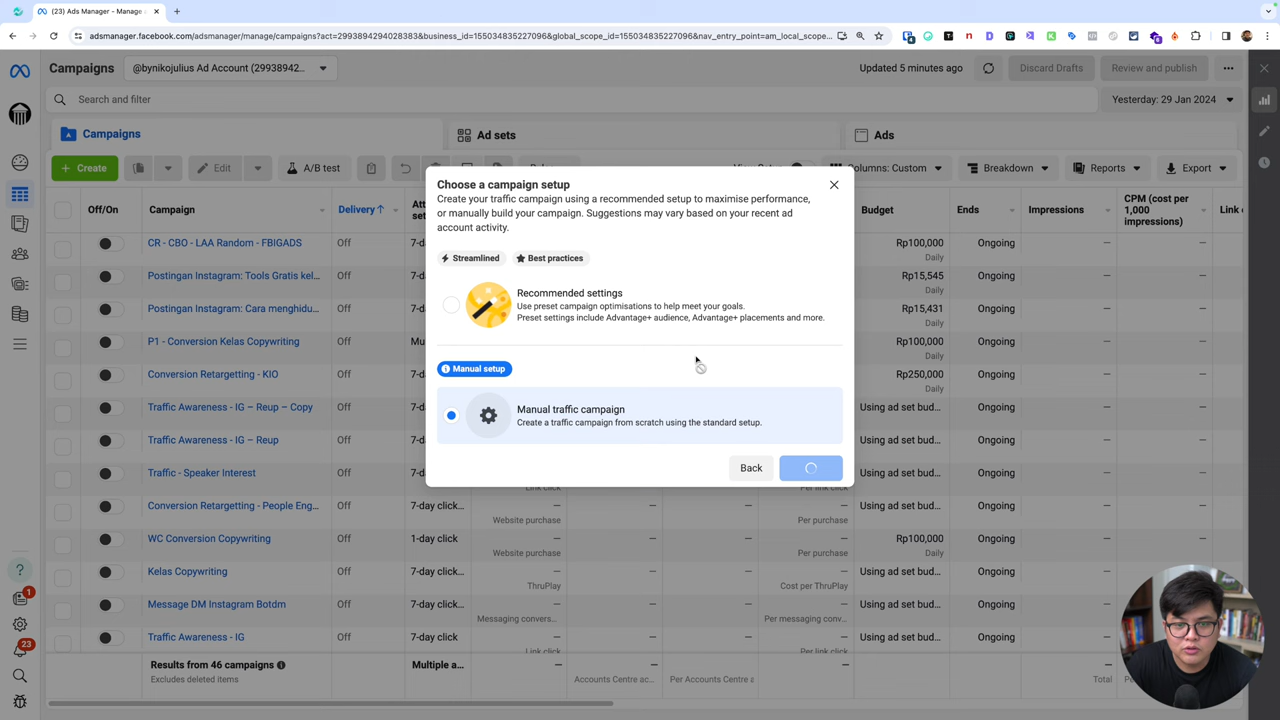 (23) Ads Manager - Manage
adsmanager.facebook.com/adsmanager/manage/campaigns?act=2993894294028383&business_id=155034835227096&global_scope_id=155034835227096&nav_entry_point=am_local_scope...
Campaigns
@bynikojulius Ad Account (29938942...
Updated 5 minutes ago
Discard Drafts
Review and publish
Search and filter
Yesterday: 29 Jan 2024
Campaigns
Ad sets
Ads
+ Create
Edit
A/B test
Columns: Custom
Breakdown
Reports
Export
Off/On
Campaign
Delivery ↑
Budget
Ends
Impressions
CPM (cost per 1,000 impressions)
CR - CBO - LAA Random - FBIGADS
Off
7-d
Rp100,000
Daily
Ongoing
—
—
Postingan Instagram: Tools Gratis kel...
Off
7-d
Rp15,545
Daily
Ongoing
—
—
Postingan Instagram: Cara menghidu...
Off
7-d
Rp15,431
Daily
Ongoing
—
—
P1 - Conversion Kelas Copywriting
Off
Mu
Rp100,000
Daily
Ongoing
—
—
Conversion Retargetting - KIO
Off
7-d
Rp250,000
Daily
Ongoing
—
—
Traffic Awareness - IG – Reup – Copy
Off
7-d
Using ad set bud...
Ongoing
—
—
Traffic Awareness - IG – Reup
Off
7-d
Using ad set bud...
Ongoing
—
—
Traffic - Speaker Interest
Off
7-d
Link click
Per link click
Using ad set bud...
Ongoing
—
—
Conversion Retargetting - People Eng...
Off
7-day click...
—
Website purchase
—
—
—
Per purchase
Using ad set bud...
Ongoing
—
—
WC Conversion Copywriting
Off
1-day click
—
Website purchase
—
—
—
Per purchase
Rp100,000
Daily
Ongoing
—
—
Kelas Copywriting
Off
7-day click...
—
ThruPlay
—
—
—
Cost per ThruPlay
Using ad set bud...
Ongoing
—
—
Message DM Instagram Botdm
Off
7-day click...
—
Messaging convers...
—
—
—
Per messaging conv...
Using ad set bud...
Ongoing
—
—
Traffic Awareness - IG
Off
7-day click
—
Link click
—
—
—
Per link click
Using ad set bud...
Ongoing
Results from 46 campaigns
Excludes deleted items
Multiple a...
—
—
Accounts Centre ac...
—
Per Accounts Centre a
—
—
Total
1
23
Choose a campaign setup
Create your traffic campaign using a recommended setup to maximise performance,
or manually build your campaign. Suggestions may vary based on your recent ad
account activity.
Streamlined
Best practices
Recommended settings
Use preset campaign optimisations to help meet your goals.
Preset settings include Advantage+ audience, Advantage+ placements and more.
Manual setup
Manual traffic campaign
Create a traffic campaign from scratch using the standard setup.
Back